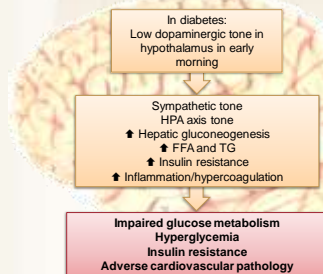 In diabetes:
Low dopaminergic tone in
hypothalamus in early
morning
Sympathetic tone
HPA axis tone
⬆ Hepatic gluconeogenesis
⬆ FFA and TG
⬆ Insulin resistance
⬆ Inflammation/hypercoagulation
Impaired glucose metabolism
Hyperglycemia
Insulin resistance
Adverse cardiovascular pathology